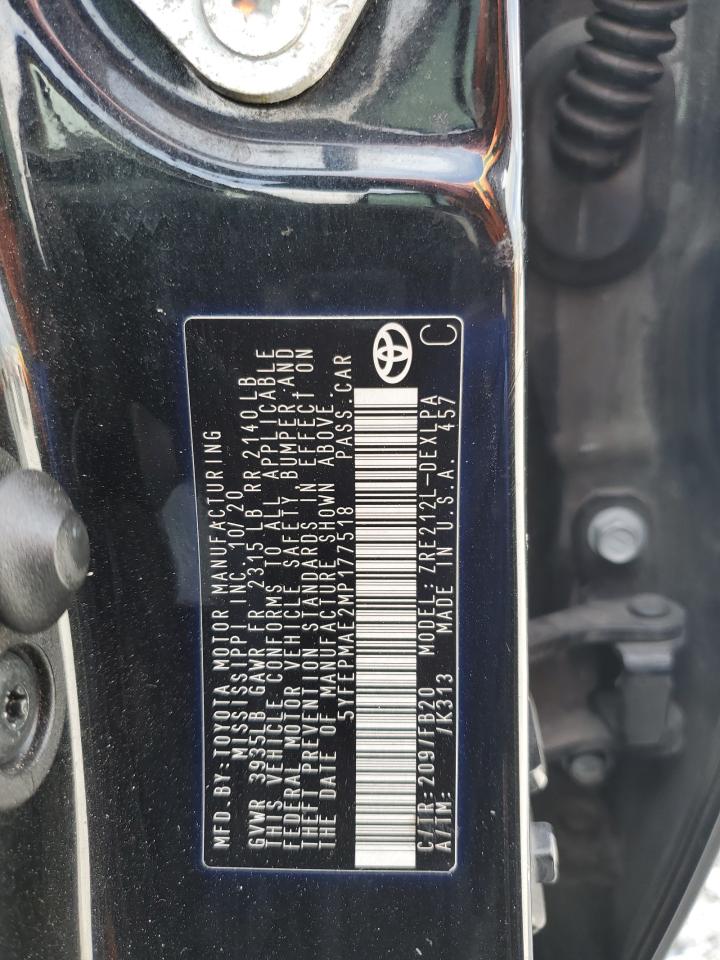 MFD.BY:TOYOTA MOTOR MANUFACTURING
MISSISSIPPI INC. 10/20
GVWR 3935LB GAWR FR 2315 LB RR 2140 LB
THIS VEHICLE CONFORMS TO ALL APPLICABLE
FEDERAL MOTOR VEHICLE SAFETY BUMPER AND
THEFT PREVENTION STANDARDS IN EFFECT ON
THE DATE OF MANUFACTURE SHOWN ABOVE.
5YFEPMAE2MP177518 PASS.CAR
C/TR:209/FB20 MODEL:ZRE212L-DEXLPA
A/TM: /K313 MADE IN U.S.A. 457 C